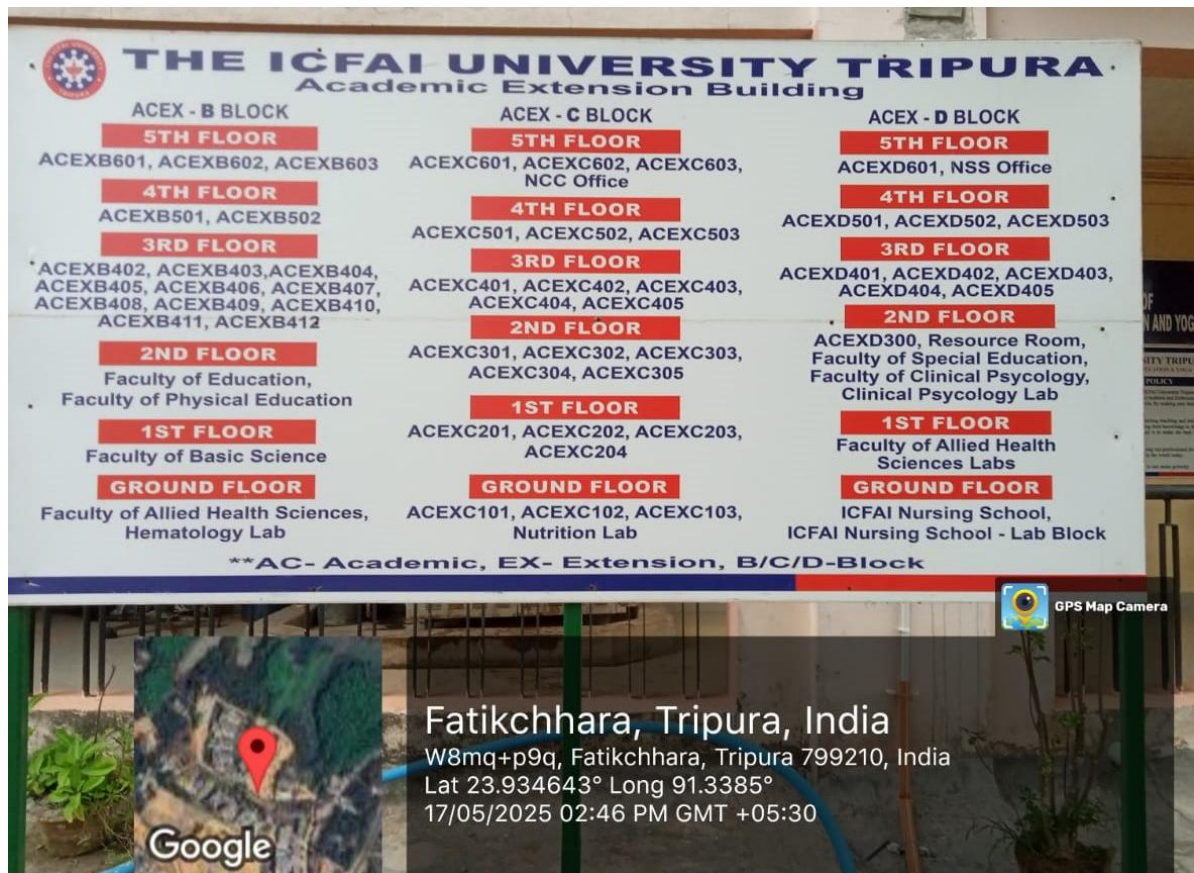 THE ICFAI UNIVERSITY TRIPURA
Academic Extension Building
ACEX - B BLOCK
5TH FLOOR
ACEXB601, ACEXB602, ACEXB603
4TH FLOOR
ACEXB501, ACEXB502
3RD FLOOR
ACEXB402, ACEXB403,ACEXB404,
ACEXB405, ACEXB406, ACEXB407,
ACEXB408, ACEXB409, ACEXB410,
ACEXB411, ACEXB412
2ND FLOOR
Faculty of Education,
Faculty of Physical Education
1ST FLOOR
Faculty of Basic Science
GROUND FLOOR
Faculty of Allied Health Sciences,
Hematology Lab
ACEX - C BLOCK
5TH FLOOR
ACEXC601, ACEXC602, ACEXC603,
NCC Office
4TH FLOOR
ACEXC501, ACEXC502, ACEXC503
3RD FLOOR
ACEXC401, ACEXC402, ACEXC403,
ACEXC404, ACEXC405
2ND FLOOR
ACEXC301, ACEXC302, ACEXC303,
ACEXC304, ACEXC305
1ST FLOOR
ACEXC201, ACEXC202, ACEXC203,
ACEXC204
GROUND FLOOR
ACEXC101, ACEXC102, ACEXC103,
Nutrition Lab
ACEX - D BLOCK
5TH FLOOR
ACEXD601, NSS Office
4TH FLOOR
ACEXD501, ACEXD502, ACEXD503
3RD FLOOR
ACEXD401, ACEXD402, ACEXD403,
ACEXD404, ACEXD405
2ND FLOOR
ACEXD300, Resource Room,
Faculty of Special Education,
Faculty of Clinical Psycology,
Clinical Psycology Lab
1ST FLOOR
Faculty of Allied Health
Sciences Labs
GROUND FLOOR
ICFAI Nursing School,
ICFAI Nursing School - Lab Block
**AC- Academic, EX- Extension, B/C/D-Block
OF
N AND YOG
SITY TRIPU
POLICY
GPS Map Camera
Google
Fatikchhara, Tripura, India
W8mq+p9q, Fatikchhara, Tripura 799210, India
Lat 23.934643° Long 91.3385°
17/05/2025 02:46 PM GMT +05:30